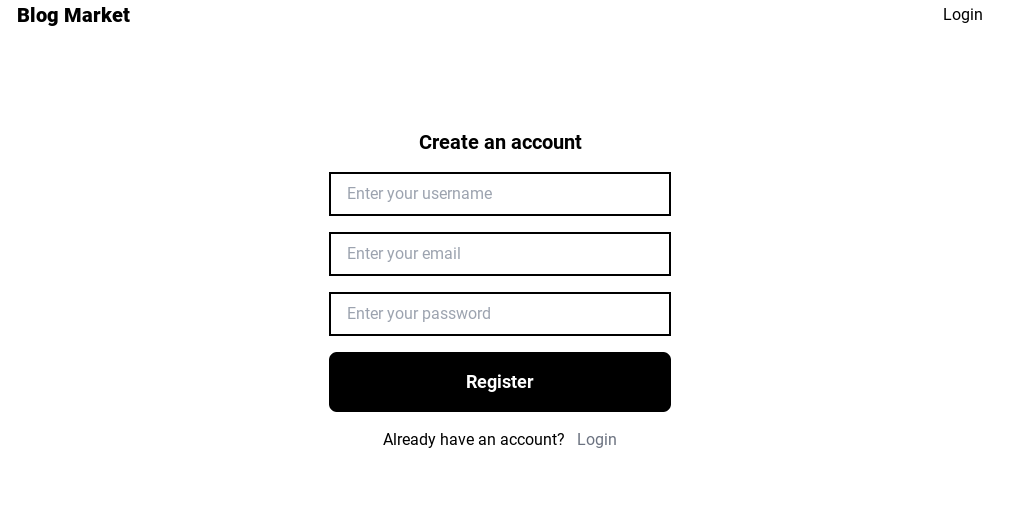 Blog Market
Login
Create an account
Enter your username
Enter your email
Enter your password
Register
Already have an account? Login